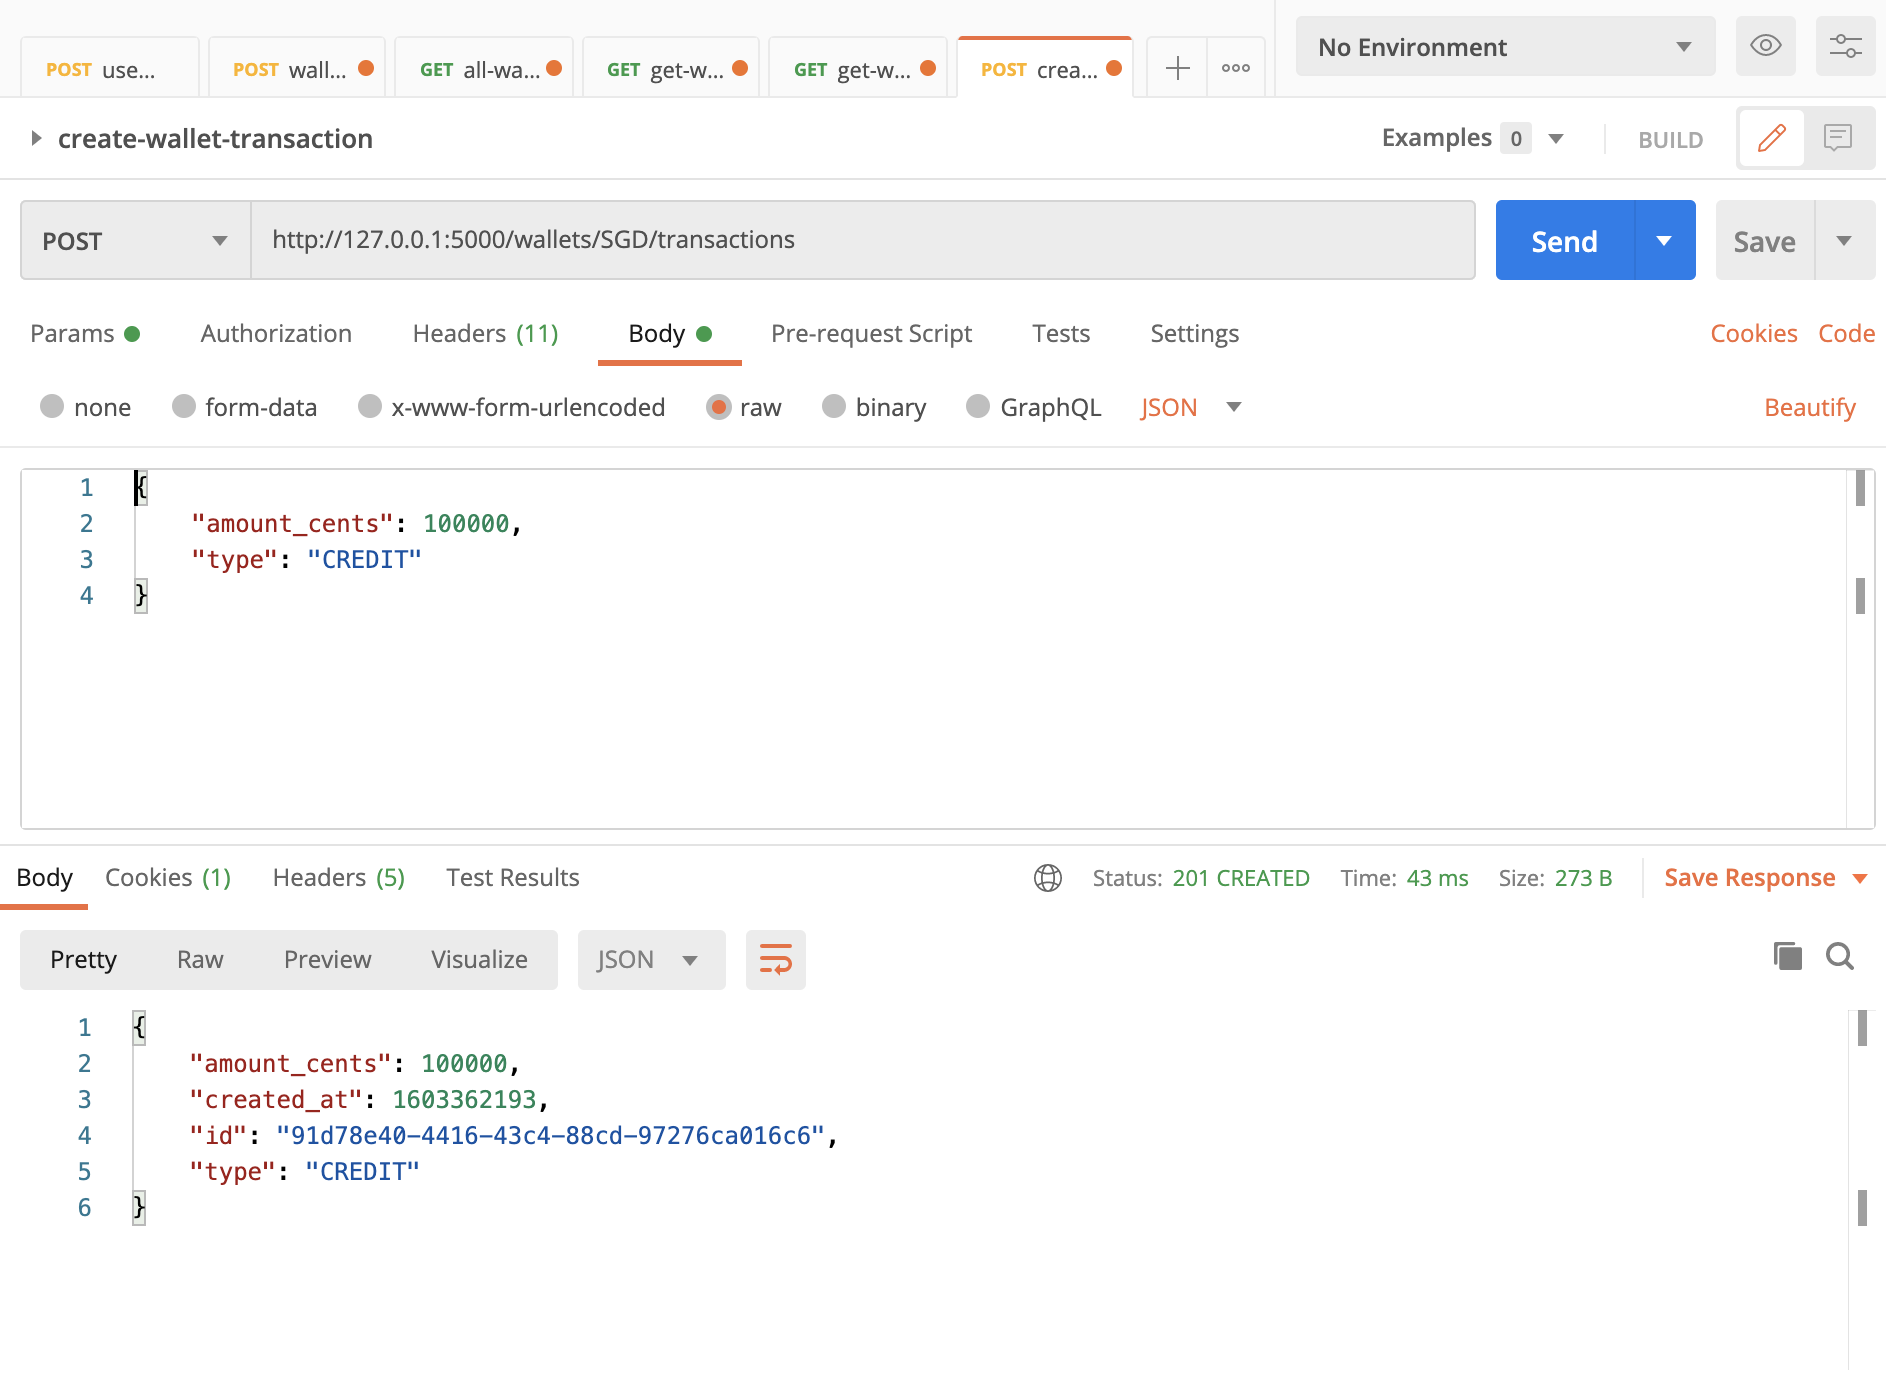 POST use... POST wall... GET all-wa... GET get-w... GET get-w... POST crea... No Environment
create-wallet-transaction Examples 0 BUILD
POST http://127.0.0.1:5000/wallets/SGD/transactions Send Save
Params Authorization Headers (11) Body Pre-request Script Tests Settings Cookies Code
none form-data x-www-form-urlencoded raw binary GraphQL JSON Beautify
1 {
2 "amount_cents": 100000,
3 "type": "CREDIT"
4 }
Body Cookies (1) Headers (5) Test Results Status: 201 CREATED Time: 43 ms Size: 273 B Save Response
Pretty Raw Preview Visualize JSON
1 {
2 "amount_cents": 100000,
3 "created_at": 1603362193,
4 "id": "91d78e40-4416-43c4-88cd-97276ca016c6",
5 "type": "CREDIT"
6 }